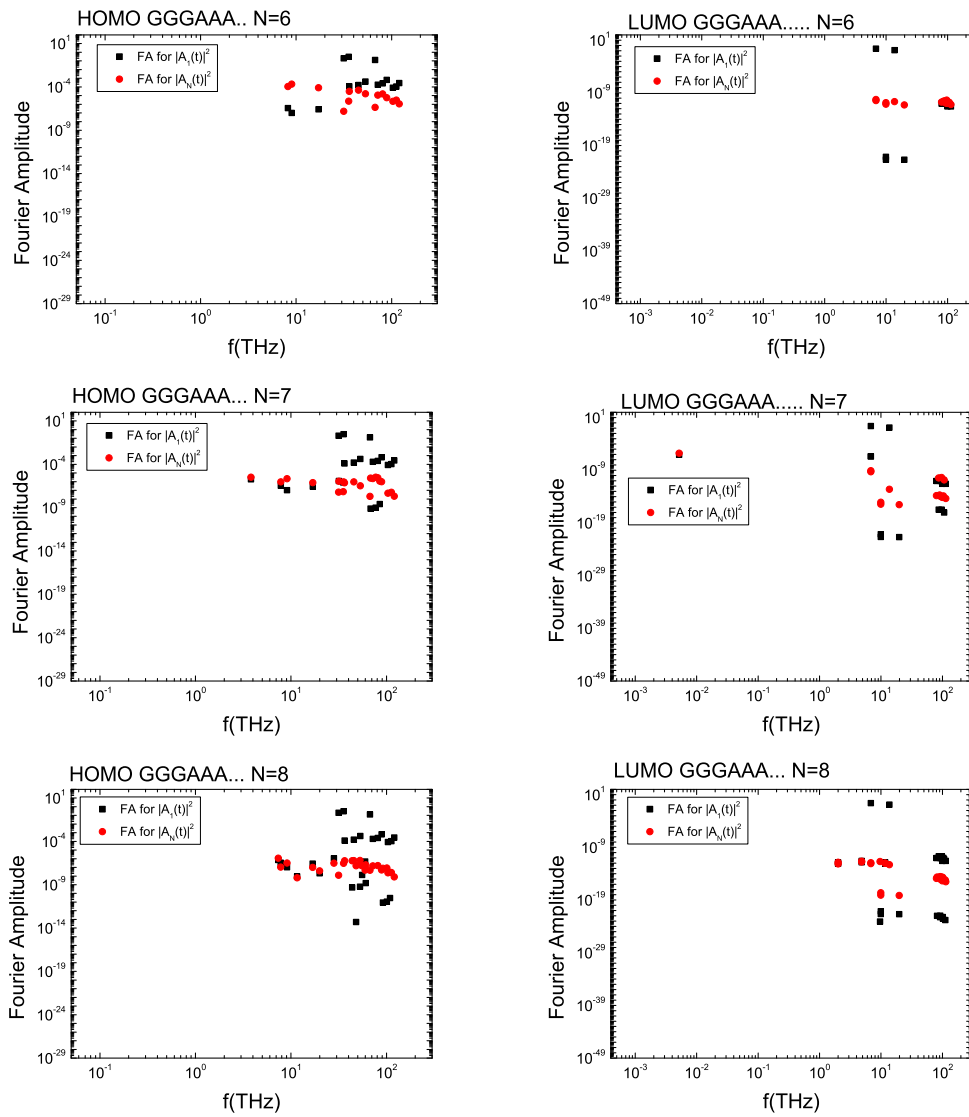 HOMO GGGAAA.. N=6
FA for |A₁(t)|²
FA for |A_N(t)|²
Fourier Amplitude
10¹
10⁻⁴
10⁻⁹
10⁻¹⁴
10⁻¹⁹
10⁻²⁴
10⁻²⁹
10⁻¹ 10⁰ 10¹ 10²
f(THz)
LUMO GGGAAA..... N=6
FA for |A₁(t)|²
FA for |A_N(t)|²
Fourier Amplitude
10¹
10⁻⁹
10⁻¹⁹
10⁻²⁹
10⁻³⁹
10⁻⁴⁹
10⁻³ 10⁻² 10⁻¹ 10⁰ 10¹ 10²
f(THz)
HOMO GGGAAA... N=7
FA for |A₁(t)|²
FA for |A_N(t)|²
Fourier Amplitude
10¹
10⁻⁴
10⁻⁹
10⁻¹⁴
10⁻¹⁹
10⁻²⁴
10⁻²⁹
10⁻¹ 10⁰ 10¹ 10²
f(THz)
LUMO GGGAAA..... N=7
FA for |A₁(t)|²
FA for |A_N(t)|²
Fourier Amplitude
10¹
10⁻⁹
10⁻¹⁹
10⁻²⁹
10⁻³⁹
10⁻⁴⁹
10⁻³ 10⁻² 10⁻¹ 10⁰ 10¹ 10²
f(THz)
HOMO GGGAAA... N=8
FA for |A₁(t)|²
FA for |A_N(t)|²
Fourier Amplitude
10¹
10⁻⁴
10⁻⁹
10⁻¹⁴
10⁻¹⁹
10⁻²⁴
10⁻²⁹
10⁻¹ 10⁰ 10¹ 10²
f(THz)
LUMO GGGAAA... N=8
FA for |A₁(t)|²
FA for |A_N(t)|²
Fourier Amplitude
10¹
10⁻⁹
10⁻¹⁹
10⁻²⁹
10⁻³⁹
10⁻⁴⁹
10⁻³ 10⁻² 10⁻¹ 10⁰ 10¹ 10²
f(THz)